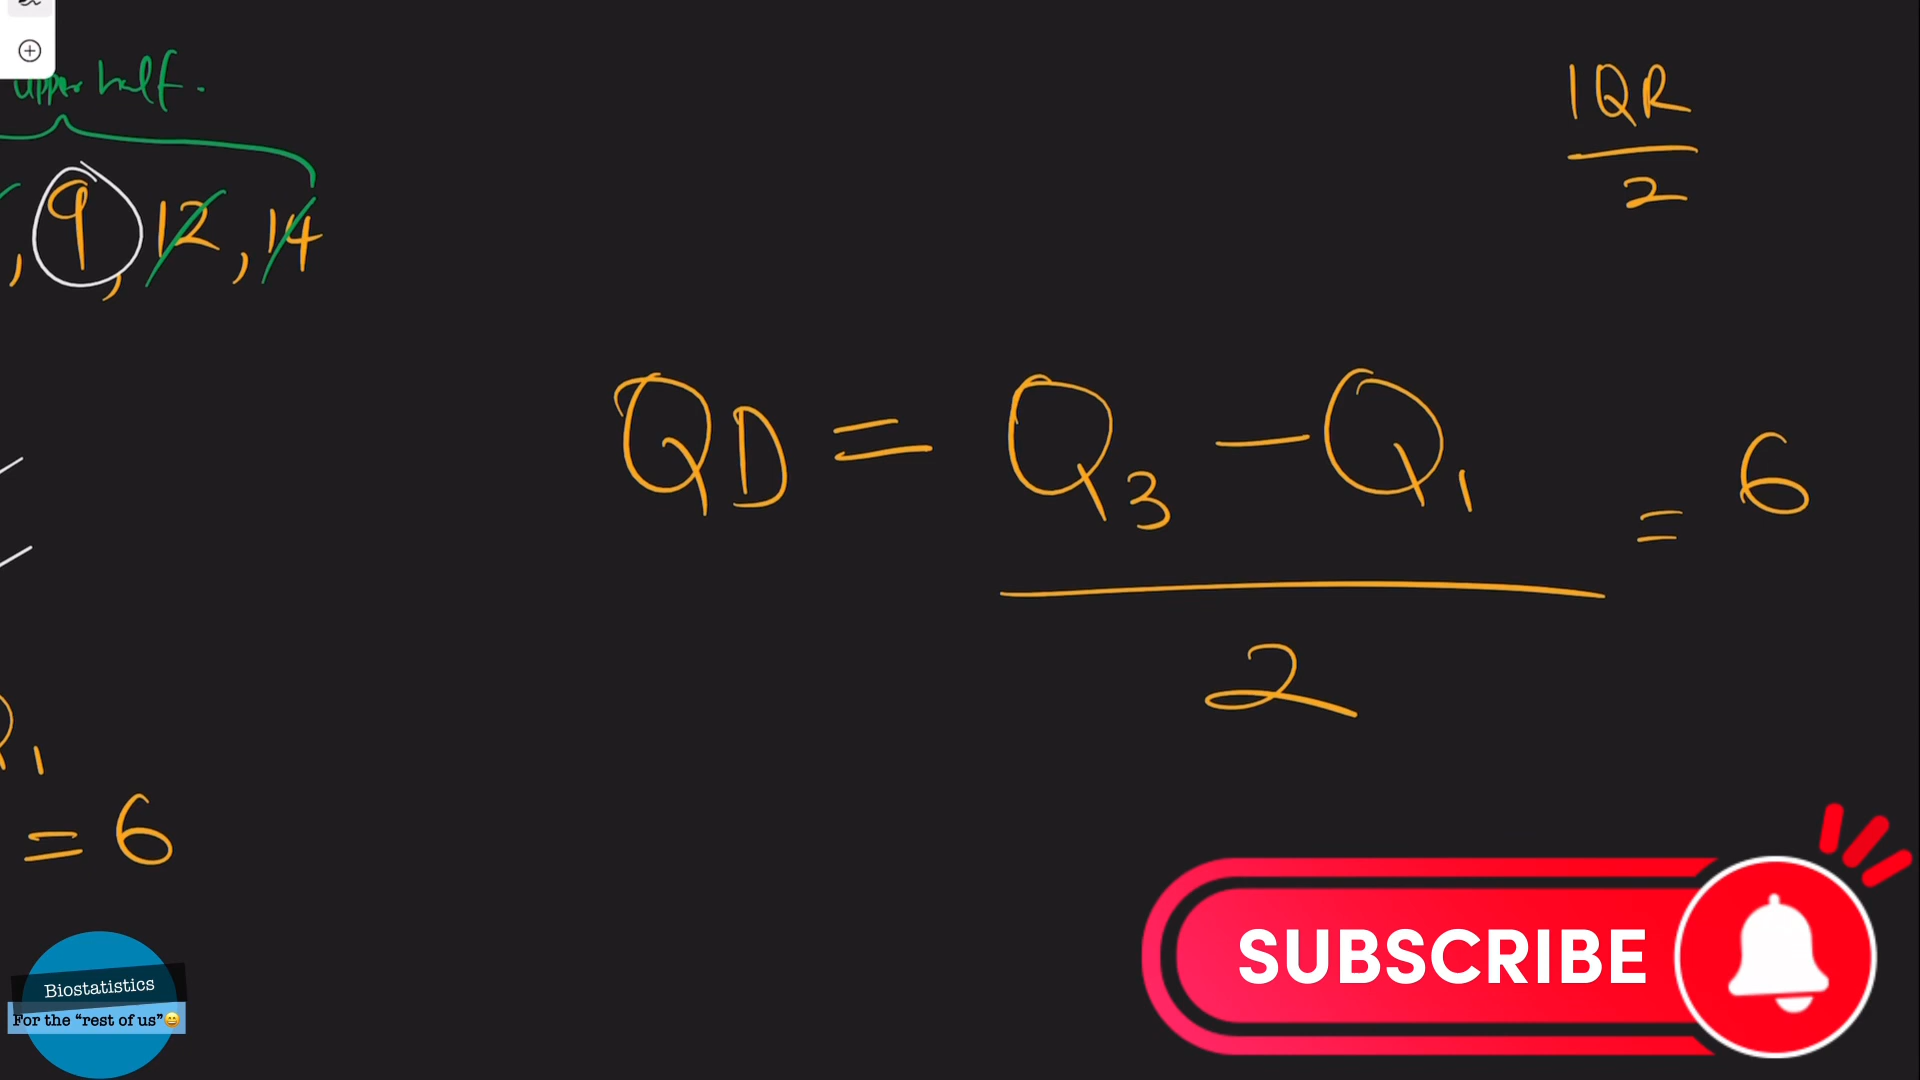 upper half.
, 9, 12, 14
IQR
2
QD = Q3 - Q1 = 6
2
Q1
= 6
Biostatistics
For the “rest of us”😄
SUBSCRIBE